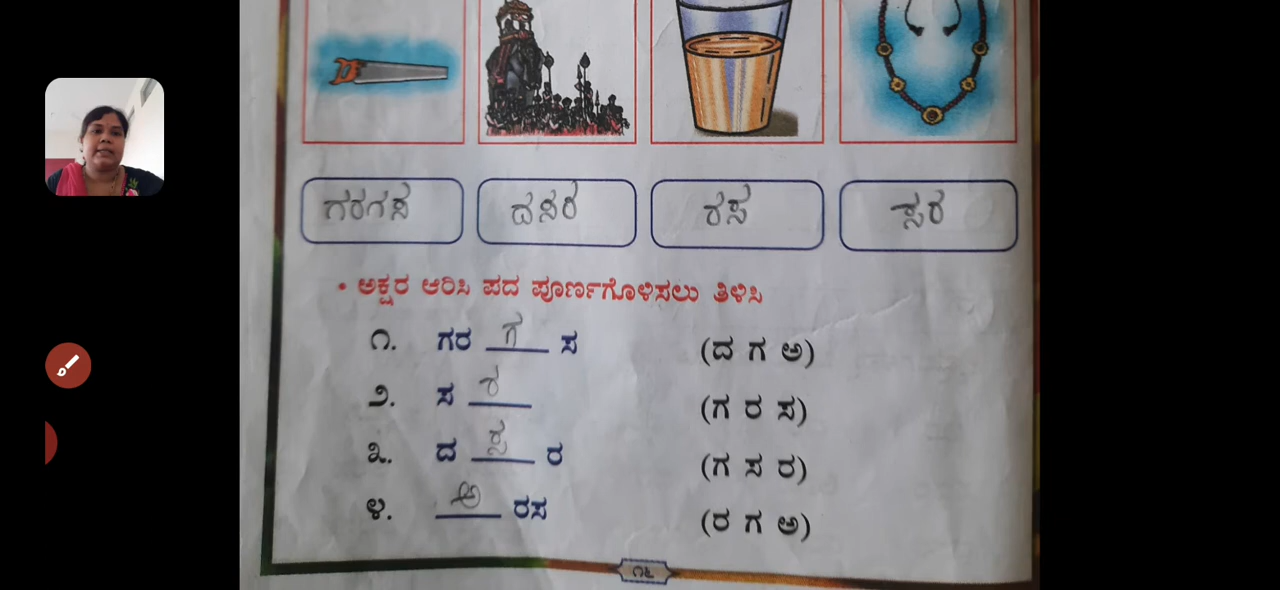 ಗರಗಸ ದಸರ ರಸ ಸರ
• ಅಕ್ಷರ ಆರಿಸಿ ಪದ ಪೂರ್ಣಗೊಳಿಸಲು ತಿಳಿಸಿ
೧. ಗರ ಗ ಸ (ದ ಗ ಅ)
೨. ಸ ರ (ಗ ರ ಸ)
೩. ದ ಸ ರ (ಗ ಸ ರ)
೪. ಅ ರಸ (ರ ಗ ಅ)
೧೬